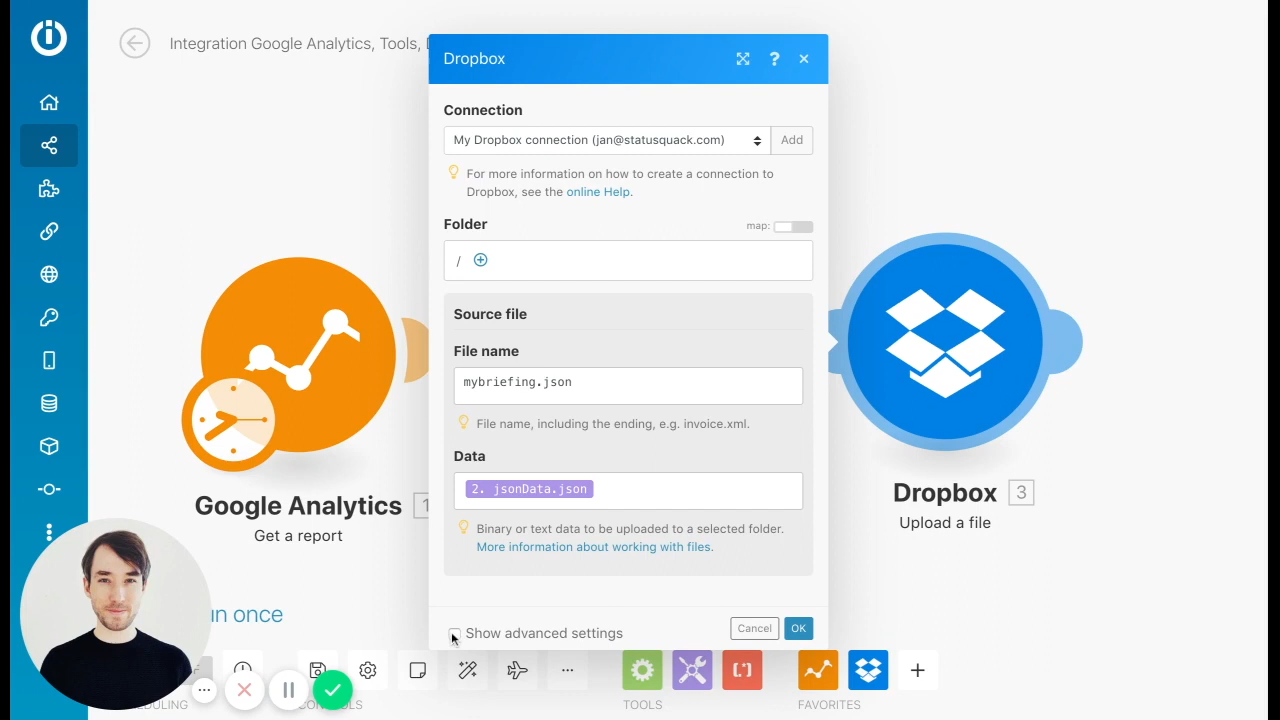 Integration Google Analytics, Tools,
Dropbox
?
Connection
My Dropbox connection (jan@statusquack.com)
Add
For more information on how to create a connection to
Dropbox, see the online Help.
Folder
map:
/
Source file
File name
mybriefing.json
File name, including the ending, e.g. invoice.xml.
Data
2. jsonData.json
Binary or text data to be uploaded to a selected folder.
More information about working with files.
Show advanced settings
Cancel
OK
Google Analytics
1
Get a report
Dropbox
3
Upload a file
once
TOOLS
FAVORITES